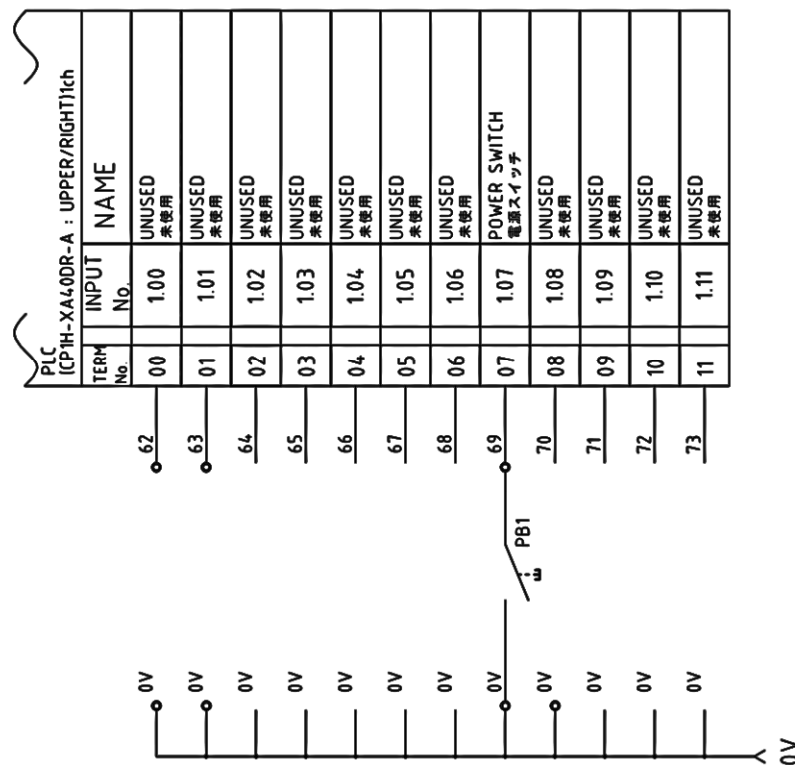 PLC
(CP1H-XA40DR-A : UPPER/RIGHT)1ch
TERM No. INPUT No. NAME
0V 62 00 1.00 UNUSED
未使用
0V 63 01 1.01 UNUSED
未使用
0V 64 02 1.02 UNUSED
未使用
0V 65 03 1.03 UNUSED
未使用
0V 66 04 1.04 UNUSED
未使用
0V 67 05 1.05 UNUSED
未使用
0V 68 06 1.06 UNUSED
未使用
0V PB1 69 07 1.07 POWER SWITCH
電源スイッチ
0V 70 08 1.08 UNUSED
未使用
0V 71 09 1.09 UNUSED
未使用
0V 72 10 1.10 UNUSED
未使用
0V 73 11 1.11 UNUSED
未使用
0V